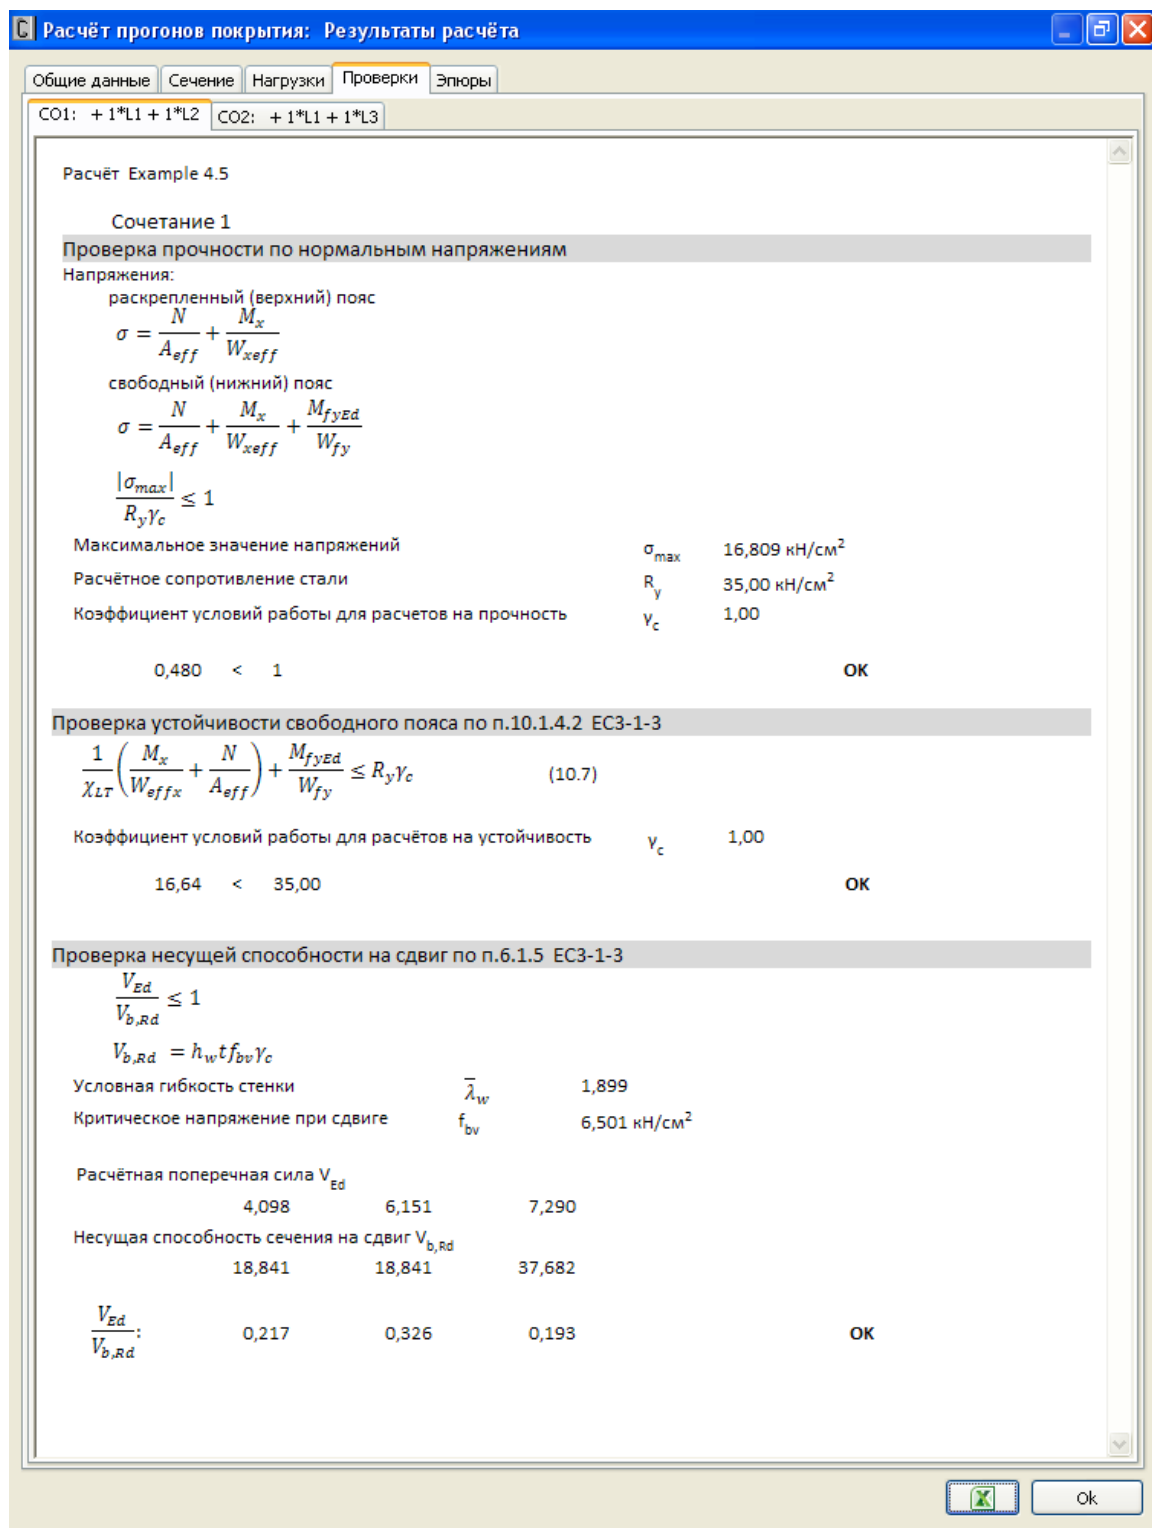 Расчёт прогонов покрытия: Результаты расчёта
Общие данные Сечение Нагрузки Проверки Эпюры
CO1: + 1*L1 + 1*L2 CO2: + 1*L1 + 1*L3
Расчёт Example 4.5
Сочетание 1
Проверка прочности по нормальным напряжениям
Напряжения:
раскрепленный (верхний) пояс
σ = N/A_eff + M_x/W_xeff
свободный (нижний) пояс
σ = N/A_eff + M_x/W_xeff + M_fyEd/W_fy
|σ_max|/R_yγ_c ≤ 1
Максимальное значение напряжений σ_max 16,809 кН/см²
Расчётное сопротивление стали R_y 35,00 кН/см²
Коэффициент условий работы для расчетов на прочность γ_c 1,00
0,480 < 1 OK
Проверка устойчивости свободного пояса по п.10.1.4.2 ЕС3-1-3
1/χ_LT (M_x/W_effx + N/A_eff) + M_fyEd/W_fy ≤ R_yγ_c (10.7)
Коэффициент условий работы для расчётов на устойчивость γ_c 1,00
16,64 < 35,00 OK
Проверка несущей способности на сдвиг по п.6.1.5 ЕС3-1-3
V_Ed/V_b,Rd ≤ 1
V_b,Rd = h_w t f_bv γ_c
Условная гибкость стенки λ̅_w 1,899
Критическое напряжение при сдвиге f_bv 6,501 кН/см²
Расчётная поперечная сила V_Ed
4,098 6,151 7,290
Несущая способность сечения на сдвиг V_b,Rd
18,841 18,841 37,682
V_Ed/V_b,Rd: 0,217 0,326 0,193 OK
Ok